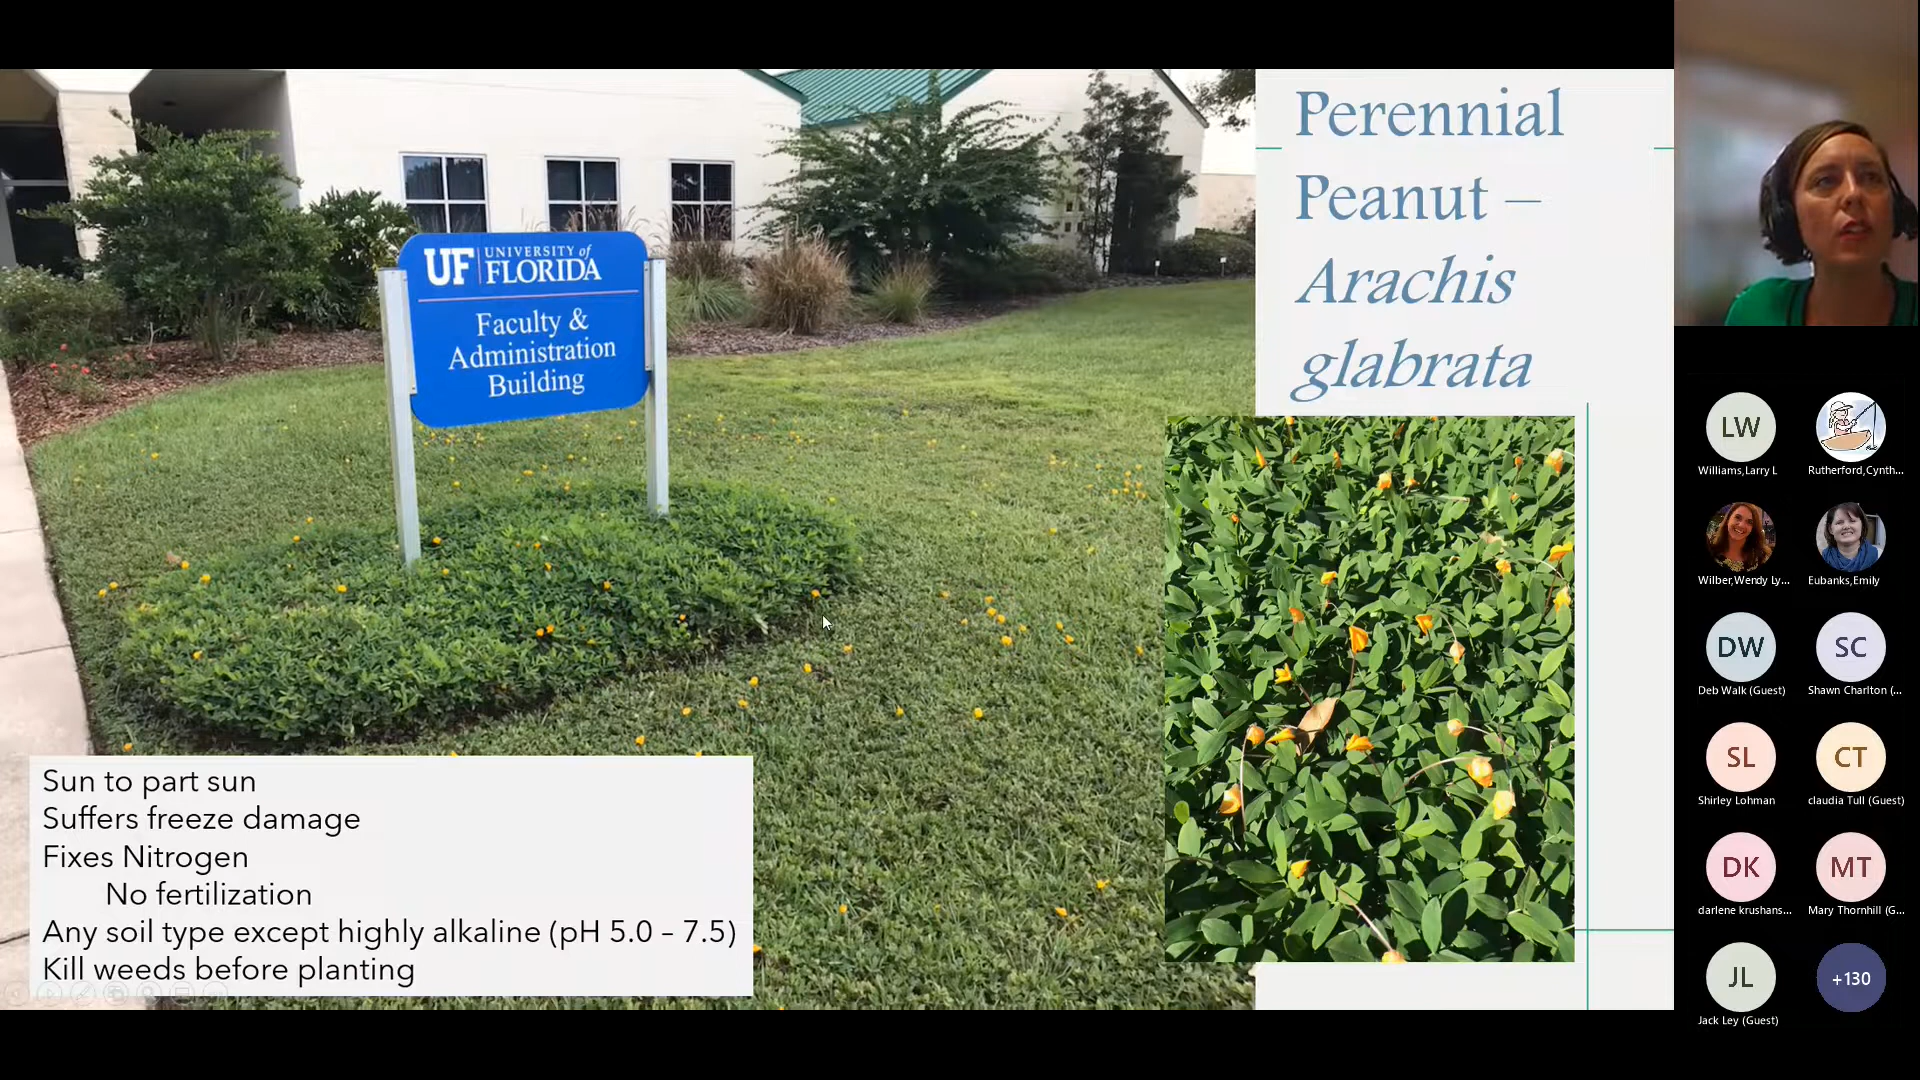 Perennial
Peanut –
Arachis
glabrata
UF UNIVERSITY of
FLORIDA
Faculty &
Administration
Building
Sun to part sun
Suffers freeze damage
Fixes Nitrogen
No fertilization
Any soil type except highly alkaline (pH 5.0 – 7.5)
Kill weeds before planting
LW
Williams,Larry L
Rutherford,Cynth...
Wilber,Wendy Ly...
Eubanks,Emily
DW
Deb Walk (Guest)
SC
Shawn Charlton (...
SL
Shirley Lohman
CT
claudia Tull (Guest)
DK
darlene krushans...
MT
Mary Thornhill (G...
JL
Jack Ley (Guest)
+130